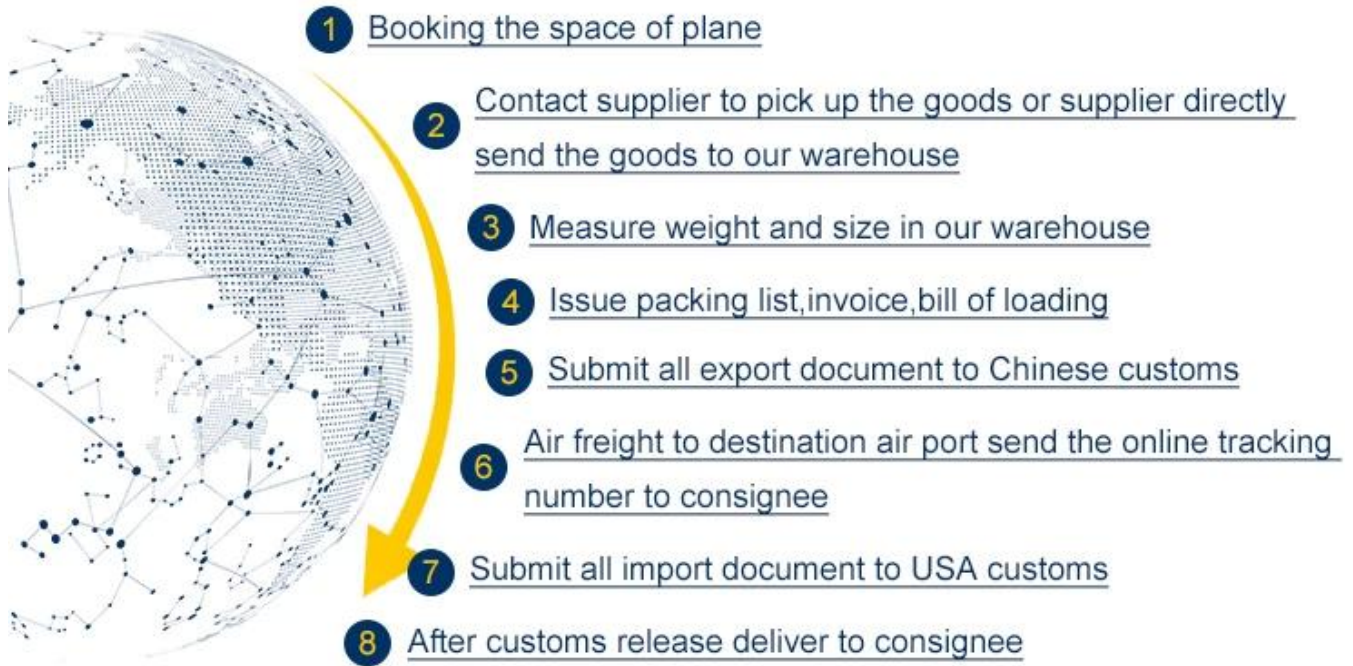 1 Booking the space of plane
2 Contact supplier to pick up the goods or supplier directly
send the goods to our warehouse
3 Measure weight and size in our warehouse
4 Issue packing list,invoice,bill of loading
5 Submit all export document to Chinese customs
6 Air freight to destination air port send the online tracking
number to consignee
7 Submit all import document to USA customs
8 After customs release deliver to consignee